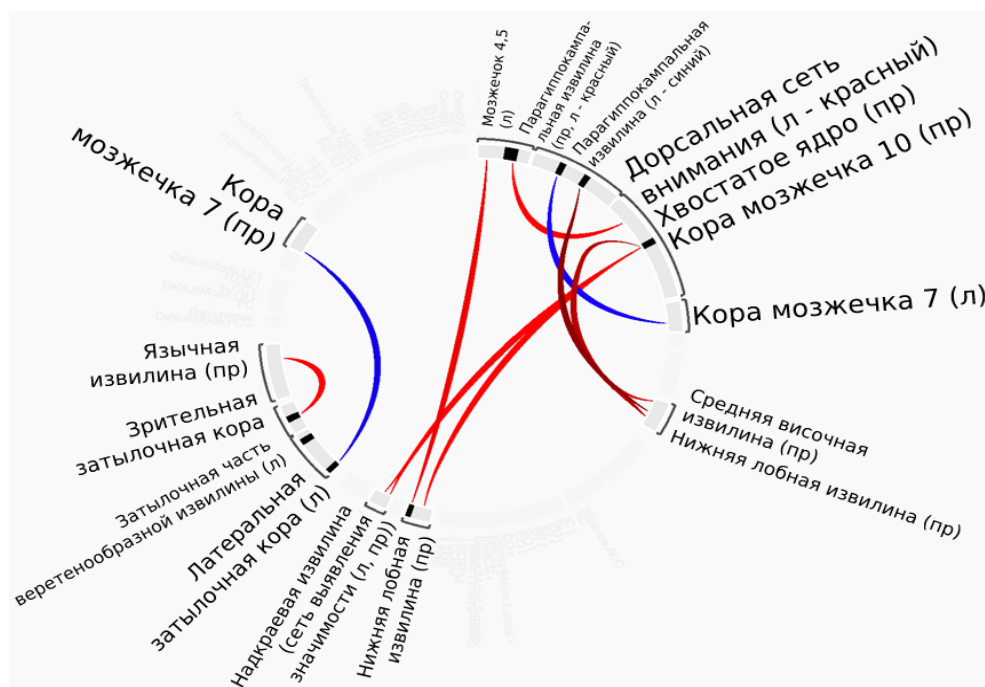 Мозжечок 4,5
(л)
Парагиппокампа-
льная извилина
(пр, л - красный)
Парагиппокампальная
извилина (л - синий)
Дорсальная сеть
внимания (л - красный)
Хвостатое ядро (пр)
Кора мозжечка 10 (пр)
Кора мозжечка 7 (л)
Средняя височная
извилина (пр)
Нижняя лобная извилина (пр)
Нижняя лобная
извилина (пр)
Надкраевая извилина
(сеть выявления
значимости (л, пр))
Латеральная
затылочная кора (л)
Затылочная часть
веретенообразной извилины (л)
Зрительная
затылочная кора
Язычная
извилина (пр)
Кора
мозжечка 7 (пр)